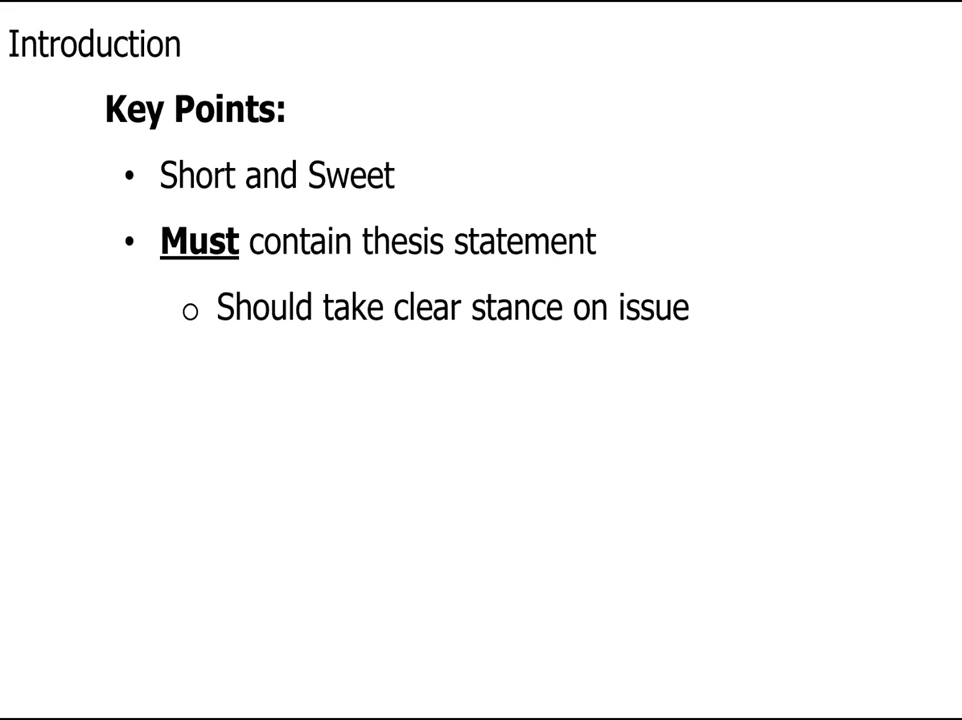 Introduction
Key Points:
• Short and Sweet
• Must contain thesis statement
o Should take clear stance on issue